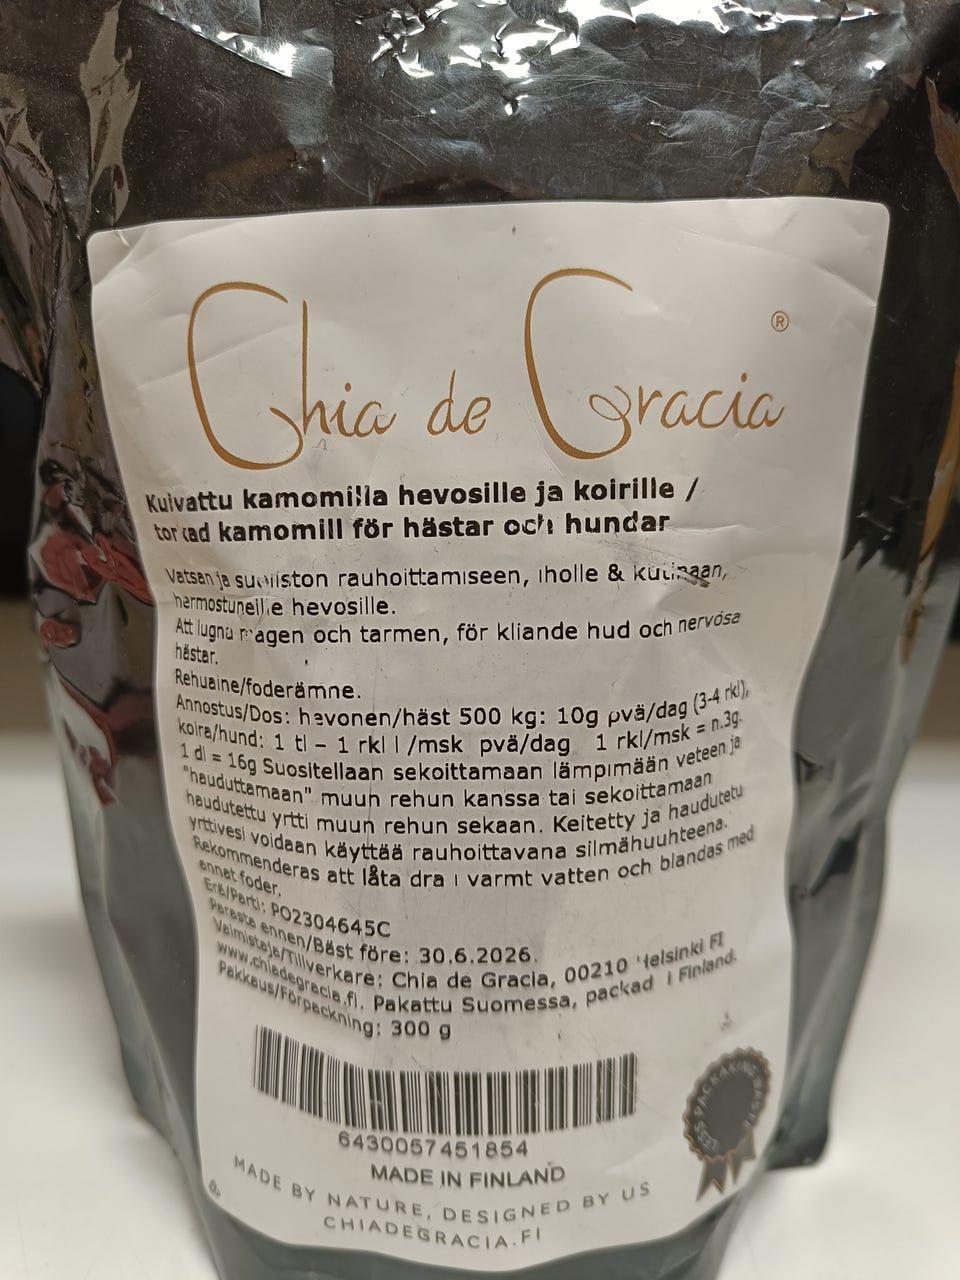 Chia de Gracia ®
Kuivattu kamomilla hevosille ja koirille /
torkad kamomill för hästar och hundar
Vatsan ja suoliston rauhoittamiseen, iholle & kutinaan,
hermostuneille hevosille.
Att lugna magen och tarmen, för kliande hud och nervösa
hästar.
Rehuaine/foderämne.
Annostus/Dos: hevonen/häst 500 kg: 10g pvä/dag (3-4 rkl),
koira/hund: 1 tl – 1 rkl /msk pvä/dag 1 rkl/msk = n.3g.
1 dl = 16g Suositellaan sekoittamaan lämpimään veteen ja
"hauduttamaan" muun rehun kanssa tai sekoittamaan
haudutettu yrtti muun rehun sekaan. Keitetty ja haudutetu
yrttivesi voidaan käyttää rauhoittavana silmähuuhteena.
Rekommenderas att låta dra i varmt vatten och blandas med
annat foder.
Erä/Parti: PO2304645C
Parasta ennen/Bäst före: 30.6.2026.
Valmistaja/Tillverkare: Chia de Gracia, 00210 Helsinki FI
www.chiadegracia.fi. Pakattu Suomessa, packad i Finland.
Pakkaus/Förpackning: 300 g
6430057451854
MADE IN FINLAND
LESS PACKAKING WASTE
MADE BY NATURE, DESIGNED BY US
CHIADEGRACIA.FI